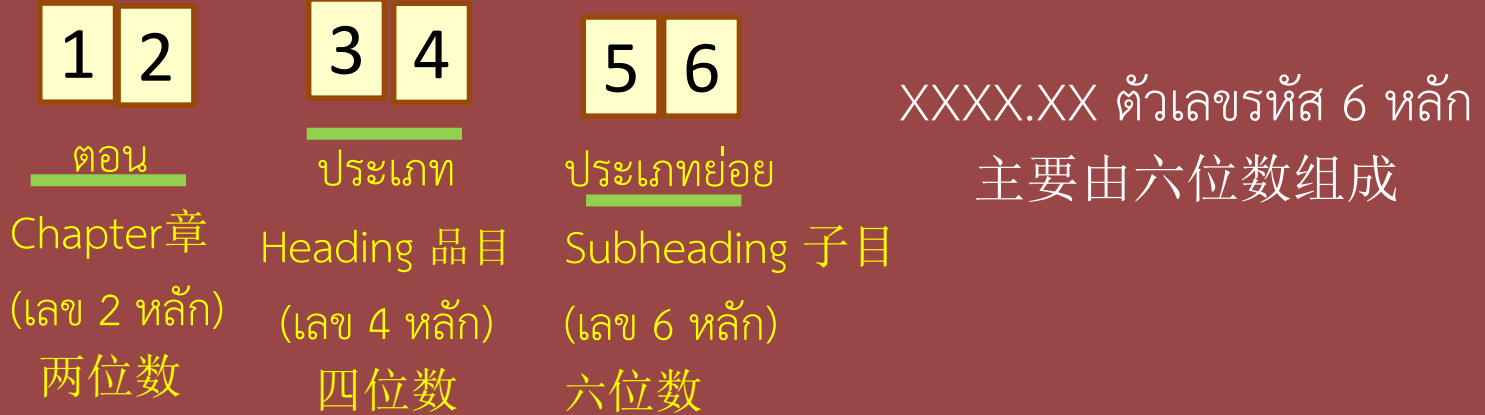 1 2
ตอน
Chapter章
(เลข 2 หลัก)
两位数
3 4
ประเภท
Heading 品目
(เลข 4 หลัก)
四位数
5 6
ประเภทย่อย
Subheading 子目
(เลข 6 หลัก)
六位数
XXXX.XX ตัวเลขรหัส 6 หลัก
主要由六位数组成